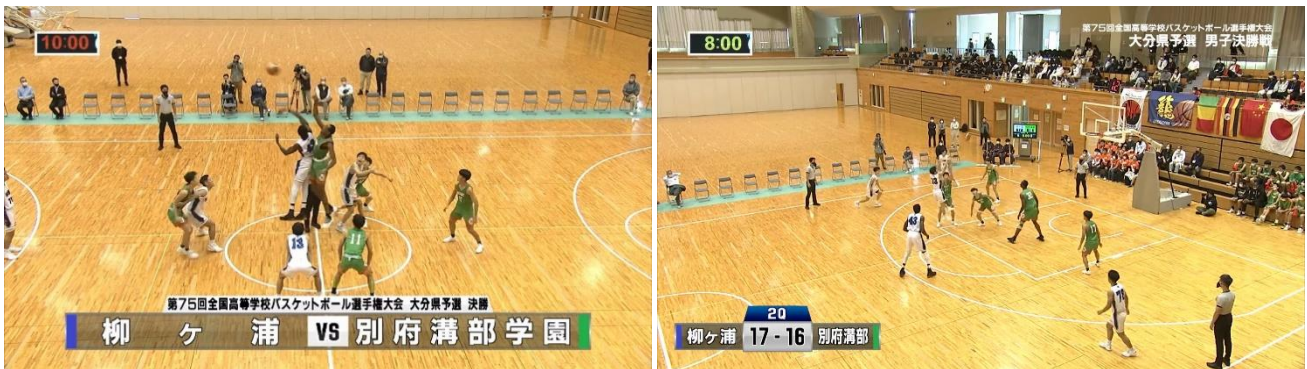 10:00
13
11
第75回全国高等学校バスケットボール選手権大会 大分県予選 決勝
柳ヶ浦 VS 別府溝部学園
8:00
第75回全国高等学校バスケットボール選手権大会
大分県予選 男子決勝戦
2Q
柳ヶ浦 17-16 別府溝部